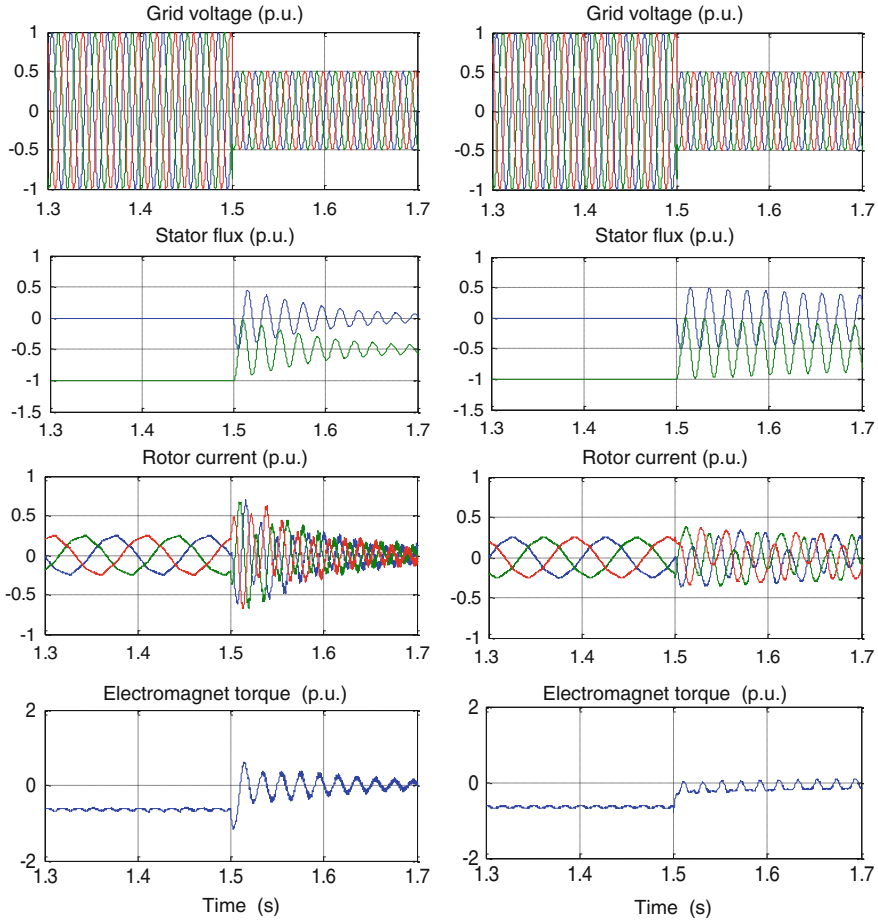 Grid voltage (p.u.)
1
0.5
0
-0.5
-1
1.3 1.4 1.5 1.6 1.7
Stator flux (p.u.)
1
0.5
0
-0.5
-1
-1.5
1.3 1.4 1.5 1.6 1.7
Rotor current (p.u.)
1
0.5
0
-0.5
-1
1.3 1.4 1.5 1.6 1.7
Electromagnet torque (p.u.)
2
0
-2
1.3 1.4 1.5 1.6 1.7
Time (s)
Grid voltage (p.u.)
1
0.5
0
-0.5
-1
1.3 1.4 1.5 1.6 1.7
Stator flux (p.u.)
1
0.5
0
-0.5
-1
-1.5
1.3 1.4 1.5 1.6 1.7
Rotor current (p.u.)
1
0.5
0
-0.5
-1
1.3 1.4 1.5 1.6 1.7
Electromagnet torque (p.u.)
2
0
-2
1.3 1.4 1.5 1.6 1.7
Time (s)